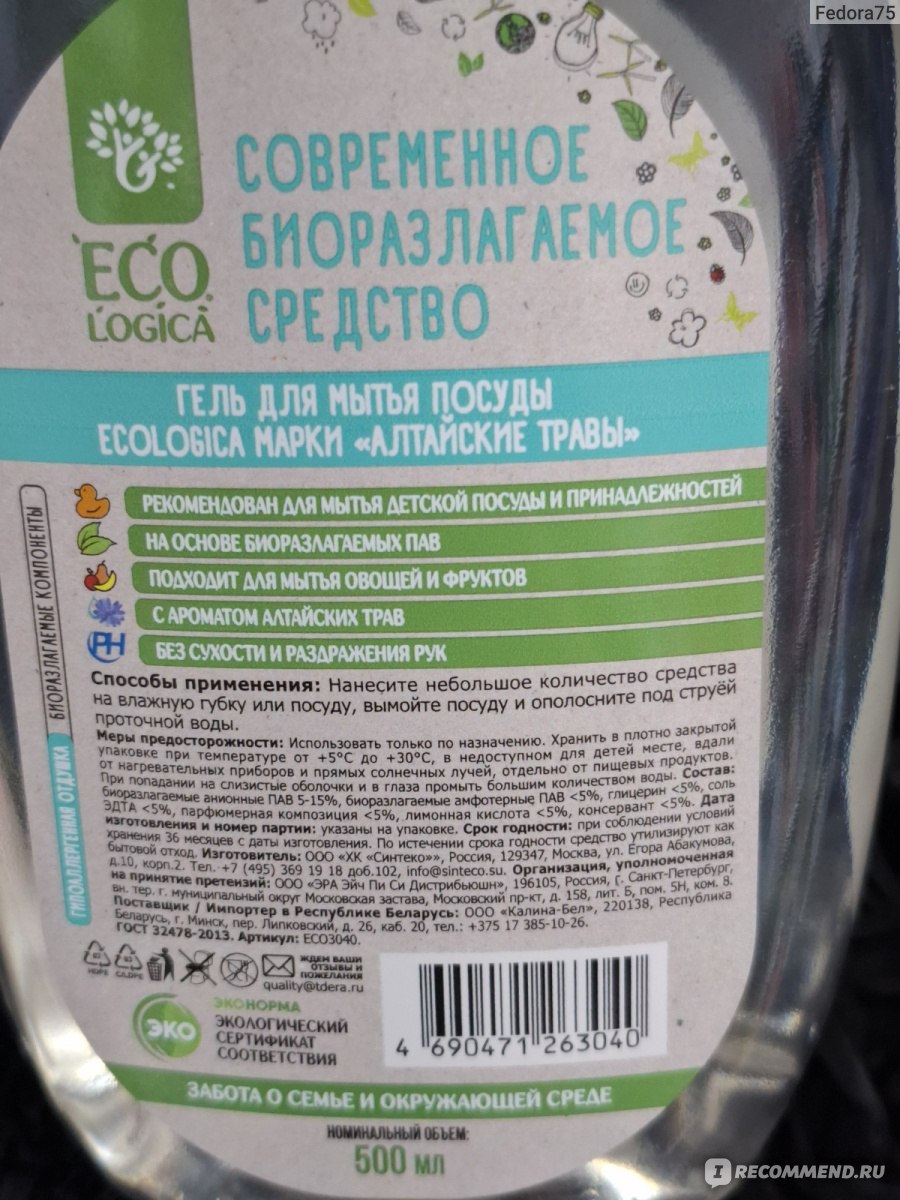 Fedora75
ECO
LOGICA
СОВРЕМЕННОЕ
БИОРАЗЛАГАЕМОЕ
СРЕДСТВО
ГЕЛЬ ДЛЯ МЫТЬЯ ПОСУДЫ
ECOLOGICA МАРКИ «АЛТАЙСКИЕ ТРАВЫ»
БИОРАЗЛАГАЕМЫЕ КОМПОНЕНТЫ
ГИПОАЛЛЕРГЕННАЯ ОТДУШКА
РЕКОМЕНДОВАН ДЛЯ МЫТЬЯ ДЕТСКОЙ ПОСУДЫ И ПРИНАДЛЕЖНОСТЕЙ
НА ОСНОВЕ БИОРАЗЛАГАЕМЫХ ПАВ
ПОДХОДИТ ДЛЯ МЫТЬЯ ОВОЩЕЙ И ФРУКТОВ
С АРОМАТОМ АЛТАЙСКИХ ТРАВ
PH
БЕЗ СУХОСТИ И РАЗДРАЖЕНИЯ РУК
Способы применения: Нанесите небольшое количество средства
на влажную губку или посуду, вымойте посуду и ополосните под струёй
проточной воды.
Меры предосторожности: Использовать только по назначению. Хранить в плотно закрытой
упаковке при температуре от +5°C до +30°C, в недоступном для детей месте, вдали
от нагревательных приборов и прямых солнечных лучей, отдельно от пищевых продуктов.
При попадании на слизистые оболочки и в глаза промыть большим количеством воды. Состав:
биоразлагаемые анионные ПАВ 5-15%, биоразлагаемые амфотерные ПАВ <5%, глицерин <5%, соль
ЭДТА <5%, парфюмерная композиция <5%, лимонная кислота <5%, консервант <5%. Дата
изготовления и номер партии: указаны на упаковке. Срок годности: при соблюдении условий
хранения 36 месяцев с даты изготовления. По истечении срока годности средство утилизируют как
бытовой отход. Изготовитель: ООО «ХК «Синтеко»», Россия, 129347, Москва, ул. Егора Абакумова,
д.10, корп.2. Тел. +7 (495) 369 19 18 доб.102, info@sinteco.su. Организация, уполномоченная
на принятие претензий: ООО «ЭРА Эйч Пи Си Дистрибьюшн», 196105, Россия, г. Санкт-Петербург,
вн. тер. г. муниципальный округ Московская застава, Московский пр-кт, д. 158, лит. Б, пом. 5Н, ком. 8.
Поставщик / Импортер в Республике Беларусь: ООО «Калина-Бел», 220138, Республика
Беларусь, г. Минск, пер. Липковский, д. 26, каб. 20, тел.: +375 17 385-10-26.
ГОСТ 32478-2013. Артикул: ECO3040.
ЖДЕМ ВАШИ
ОТЗЫВЫ И
ПОЖЕЛАНИЯ
quality@tdera.ru
HDPE
C/LDPE
ЭКО
ЭКОНОРМА
ЭКОЛОГИЧЕСКИЙ
СЕРТИФИКАТ
СООТВЕТСТВИЯ
4 690471 263040
ЗАБОТА О СЕМЬЕ И ОКРУЖАЮЩЕЙ СРЕДЕ
НОМИНАЛЬНЫЙ ОБЪЕМ:
500 МЛ
IRECOMMEND.RU